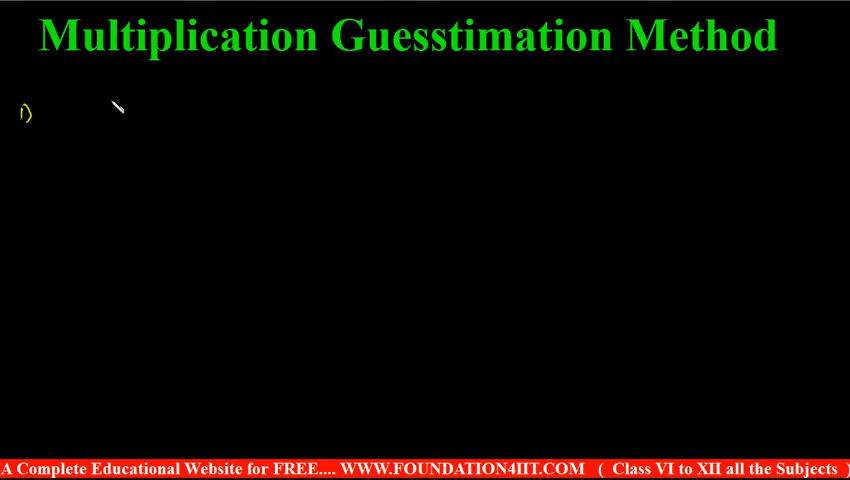 Multiplication Guesstimation Method
1)
A Complete Educational Website for FREE.... WWW.FOUNDATION4IIT.COM ( Class VI to XII all the Subjects )